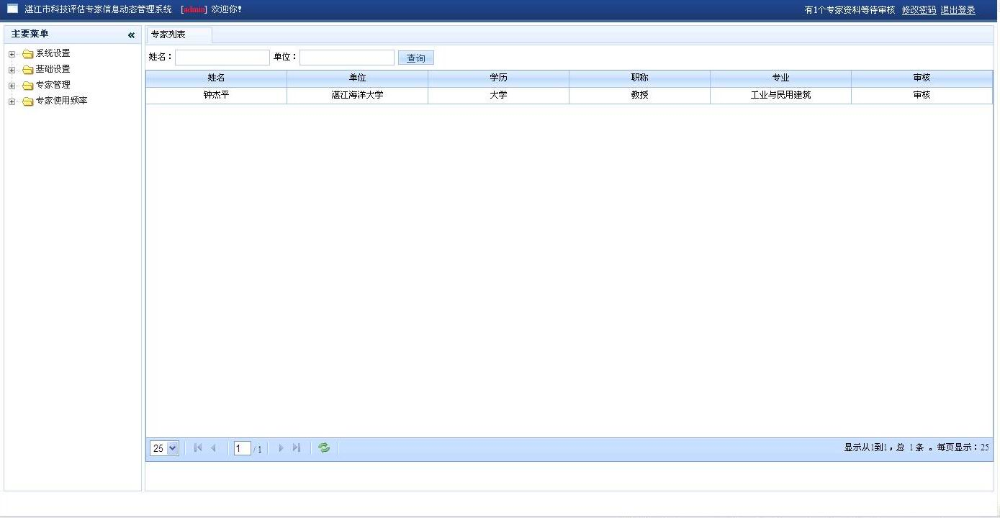 湛江市科技评估专家信息动态管理系统 [admin] 欢迎你! 有1个专家资料等待审核 修改密码 退出登录
主要菜单
系统设置
基础设置
专家管理
专家使用频率
专家列表
姓名： 单位： 查询
姓名 单位 学历 职称 专业 审核
钟杰平 湛江海洋大学 大学 教授 工业与民用建筑 审核
25 1 / 1 显示从1到1，总 1 条 。每页显示：25